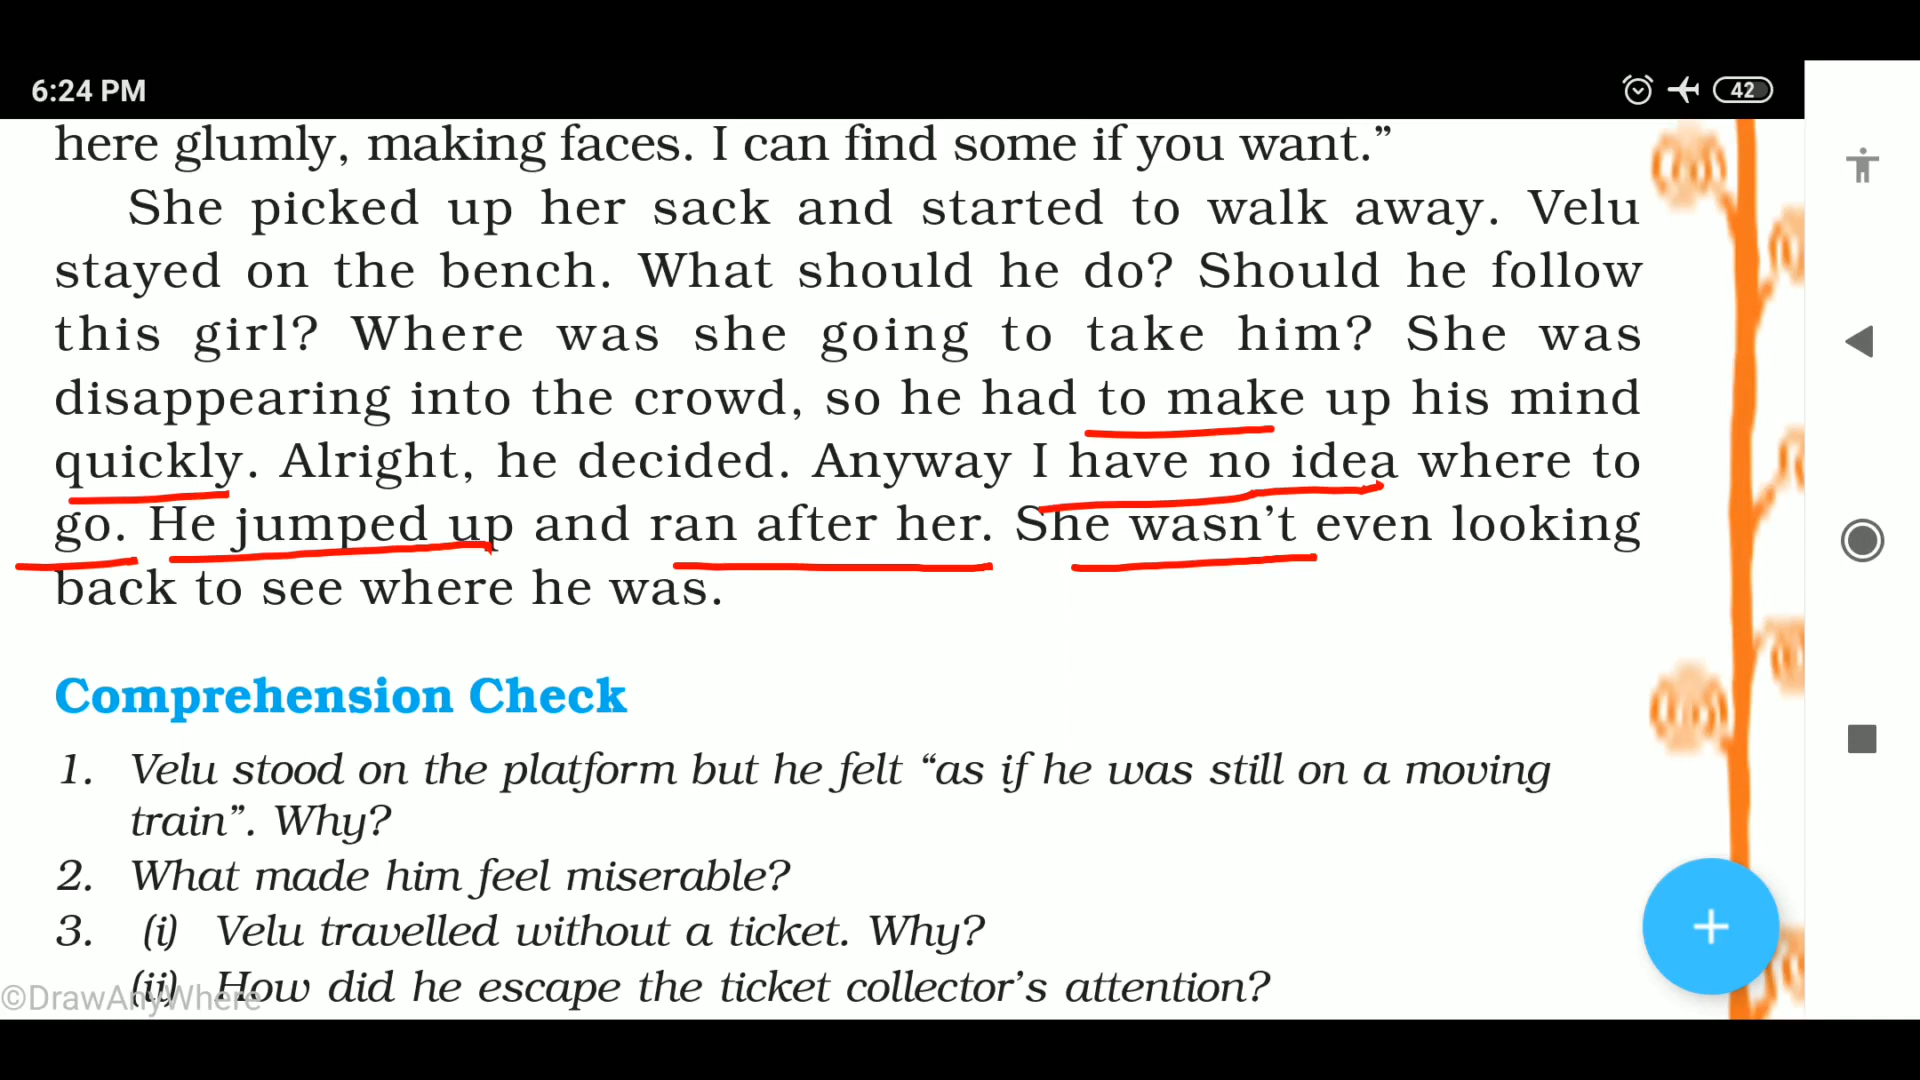 6:24 PM
42
here glumly, making faces. I can find some if you want.”
She picked up her sack and started to walk away. Velu
stayed on the bench. What should he do? Should he follow
this girl? Where was she going to take him? She was
disappearing into the crowd, so he had to make up his mind
quickly. Alright, he decided. Anyway I have no idea where to
go. He jumped up and ran after her. She wasn’t even looking
back to see where he was.
Comprehension Check
1. Velu stood on the platform but he felt “as if he was still on a moving
train”. Why?
2. What made him feel miserable?
3. (i) Velu travelled without a ticket. Why?
(ii) How did he escape the ticket collector’s attention?
©DrawAnyWhere